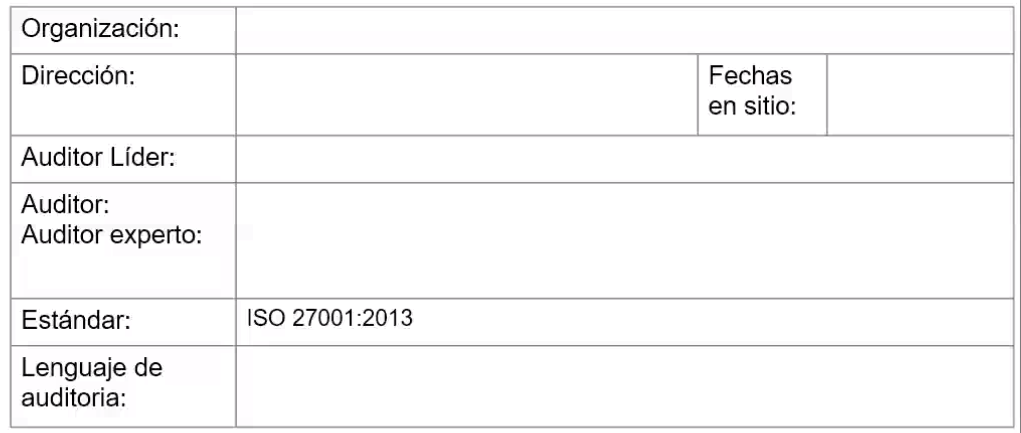 Organización:
Dirección:
Fechas
en sitio:
Auditor Líder:
Auditor:
Auditor experto:
Estándar:
ISO 27001:2013
Lenguaje de
auditoria: